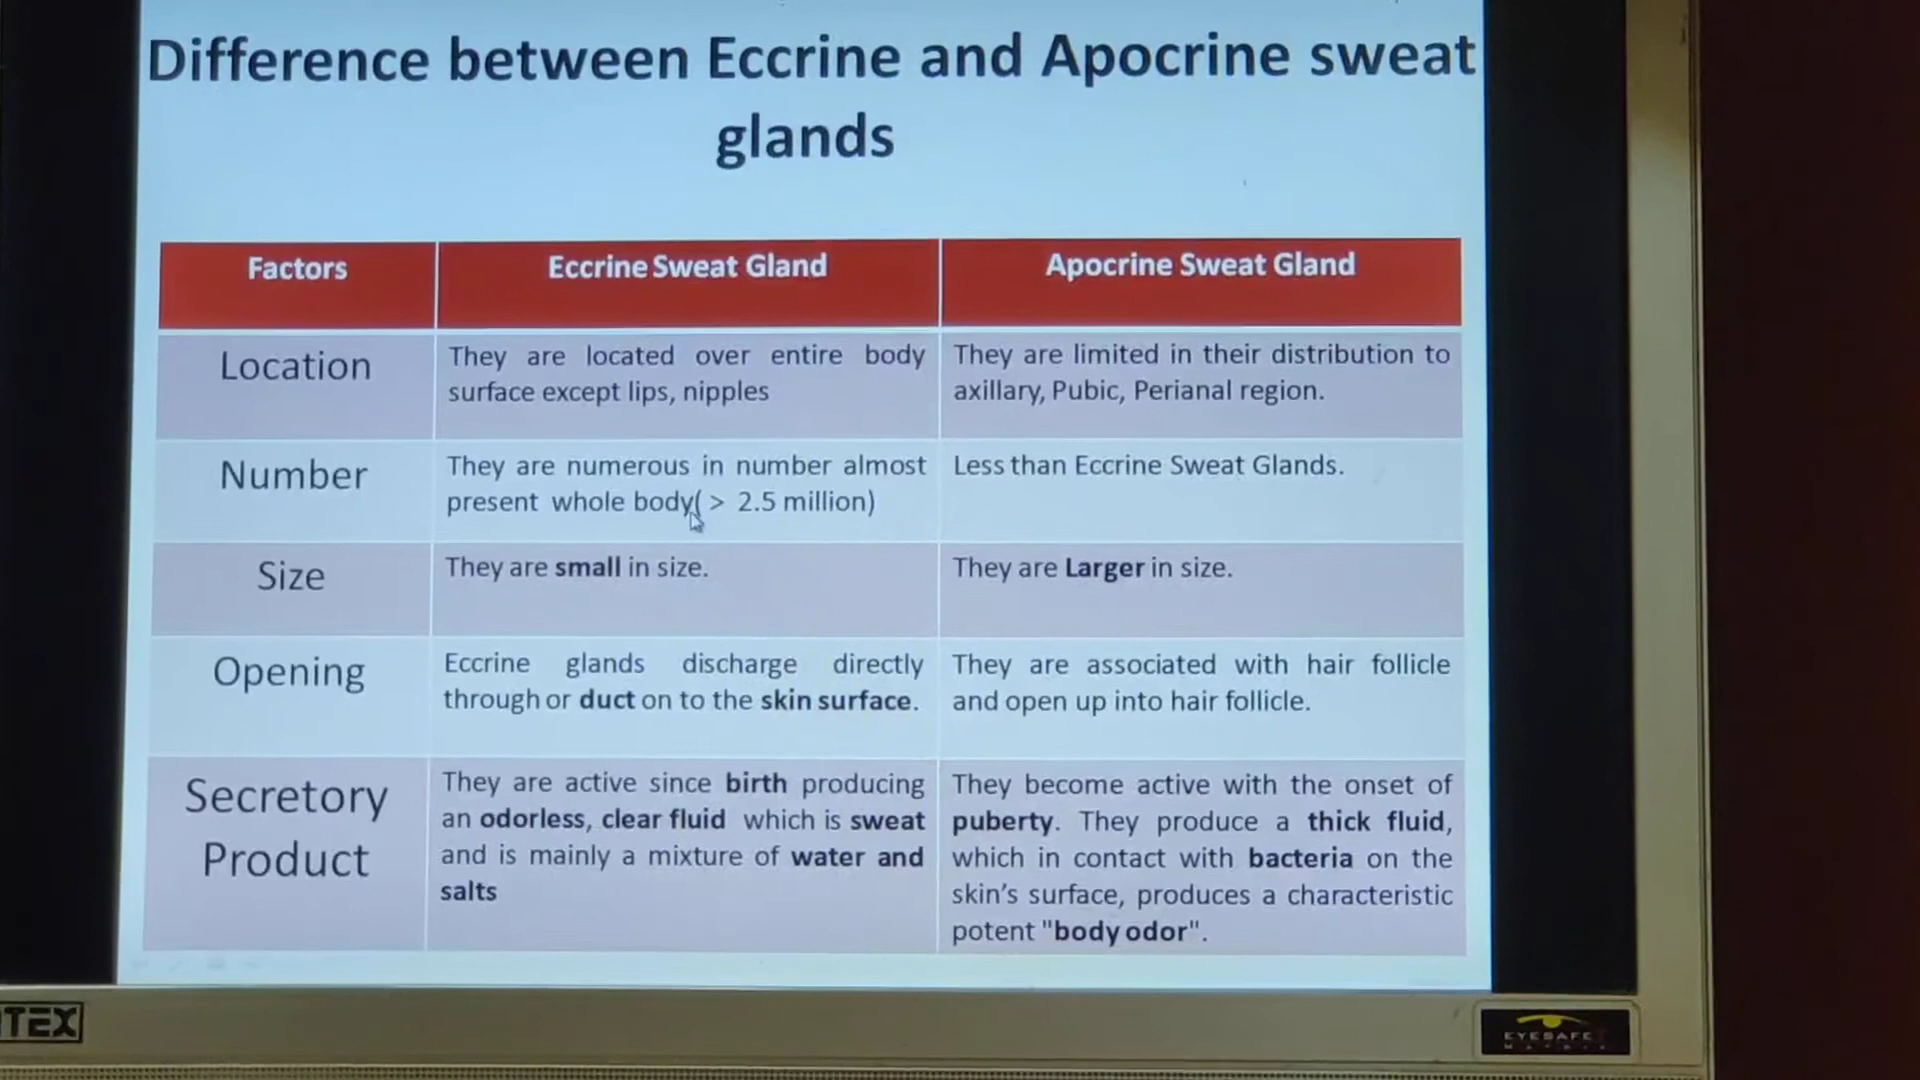 Difference between Eccrine and Apocrine sweat
glands
Factors
Eccrine Sweat Gland
Apocrine Sweat Gland
Location
They are located over entire body
surface except lips, nipples
They are limited in their distribution to
axillary, Pubic, Perianal region.
Number
They are numerous in number almost
present whole body( > 2.5 million)
Less than Eccrine Sweat Glands.
Size
They are small in size.
They are Larger in size.
Opening
Eccrine glands discharge directly
through or duct on to the skin surface.
They are associated with hair follicle
and open up into hair follicle.
Secretory
Product
They are active since birth producing
an odorless, clear fluid which is sweat
and is mainly a mixture of water and
salts
They become active with the onset of
puberty. They produce a thick fluid,
which in contact with bacteria on the
skin's surface, produces a characteristic
potent "body odor".
TEX
EYESAFE